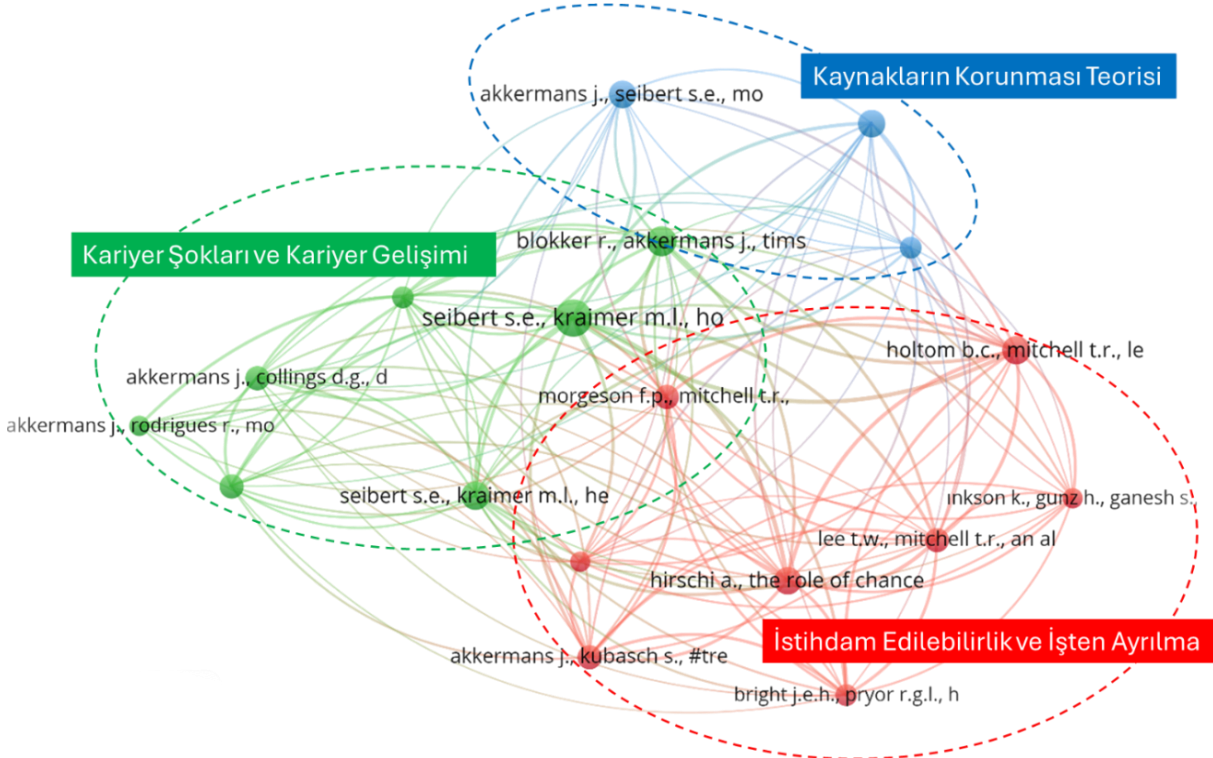 Kaynakların Korunması Teorisi
akkermans j., seibert s.e., mo
blokker r., akkermans j., tims
Kariyer Şokları ve Kariyer Gelişimi
seibert s.e., kraimer m.l., ho
holtom b.c., mitchell t.r., le
akkermans j., collings d.g., d
morgeson f.p., mitchell t.r.,
akkermans j., rodrigues r., mo
seibert s.e., kraimer m.l., he
ınkson k., gunz h., ganesh s.
lee t.w., mitchell t.r., an al
hirschi a., the role of chance
İstihdam Edilebilirlik ve İşten Ayrılma
akkermans j., kubasch s., #tre
bright j.e.h., pryor r.g.l., h